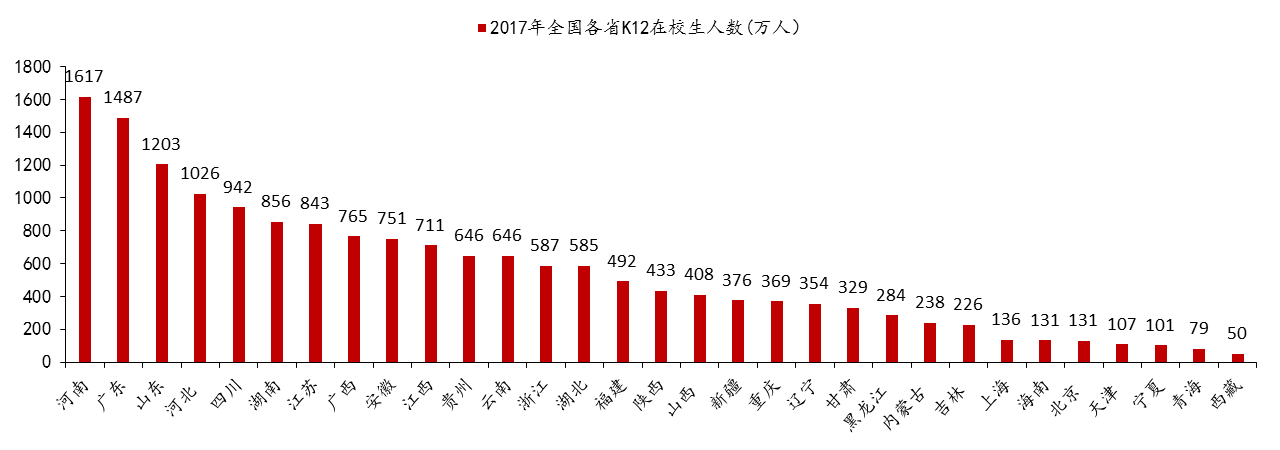 2017年全国各省K12在校生人数(万人)
1800
1600
1400
1200
1000
800
600
400
200
0
1617
1487
1203
1026
942
856
843
765
751
711
646
646
587
585
492
433
408
376
369
354
329
284
238
226
136
131
131
107
101
79
50
河南
广东
山东
河北
四川
湖南
江苏
广西
安徽
江西
贵州
云南
浙江
湖北
福建
陕西
山西
新疆
重庆
辽宁
甘肃
黑龙江
内蒙古
吉林
上海
海南
北京
天津
宁夏
青海
西藏